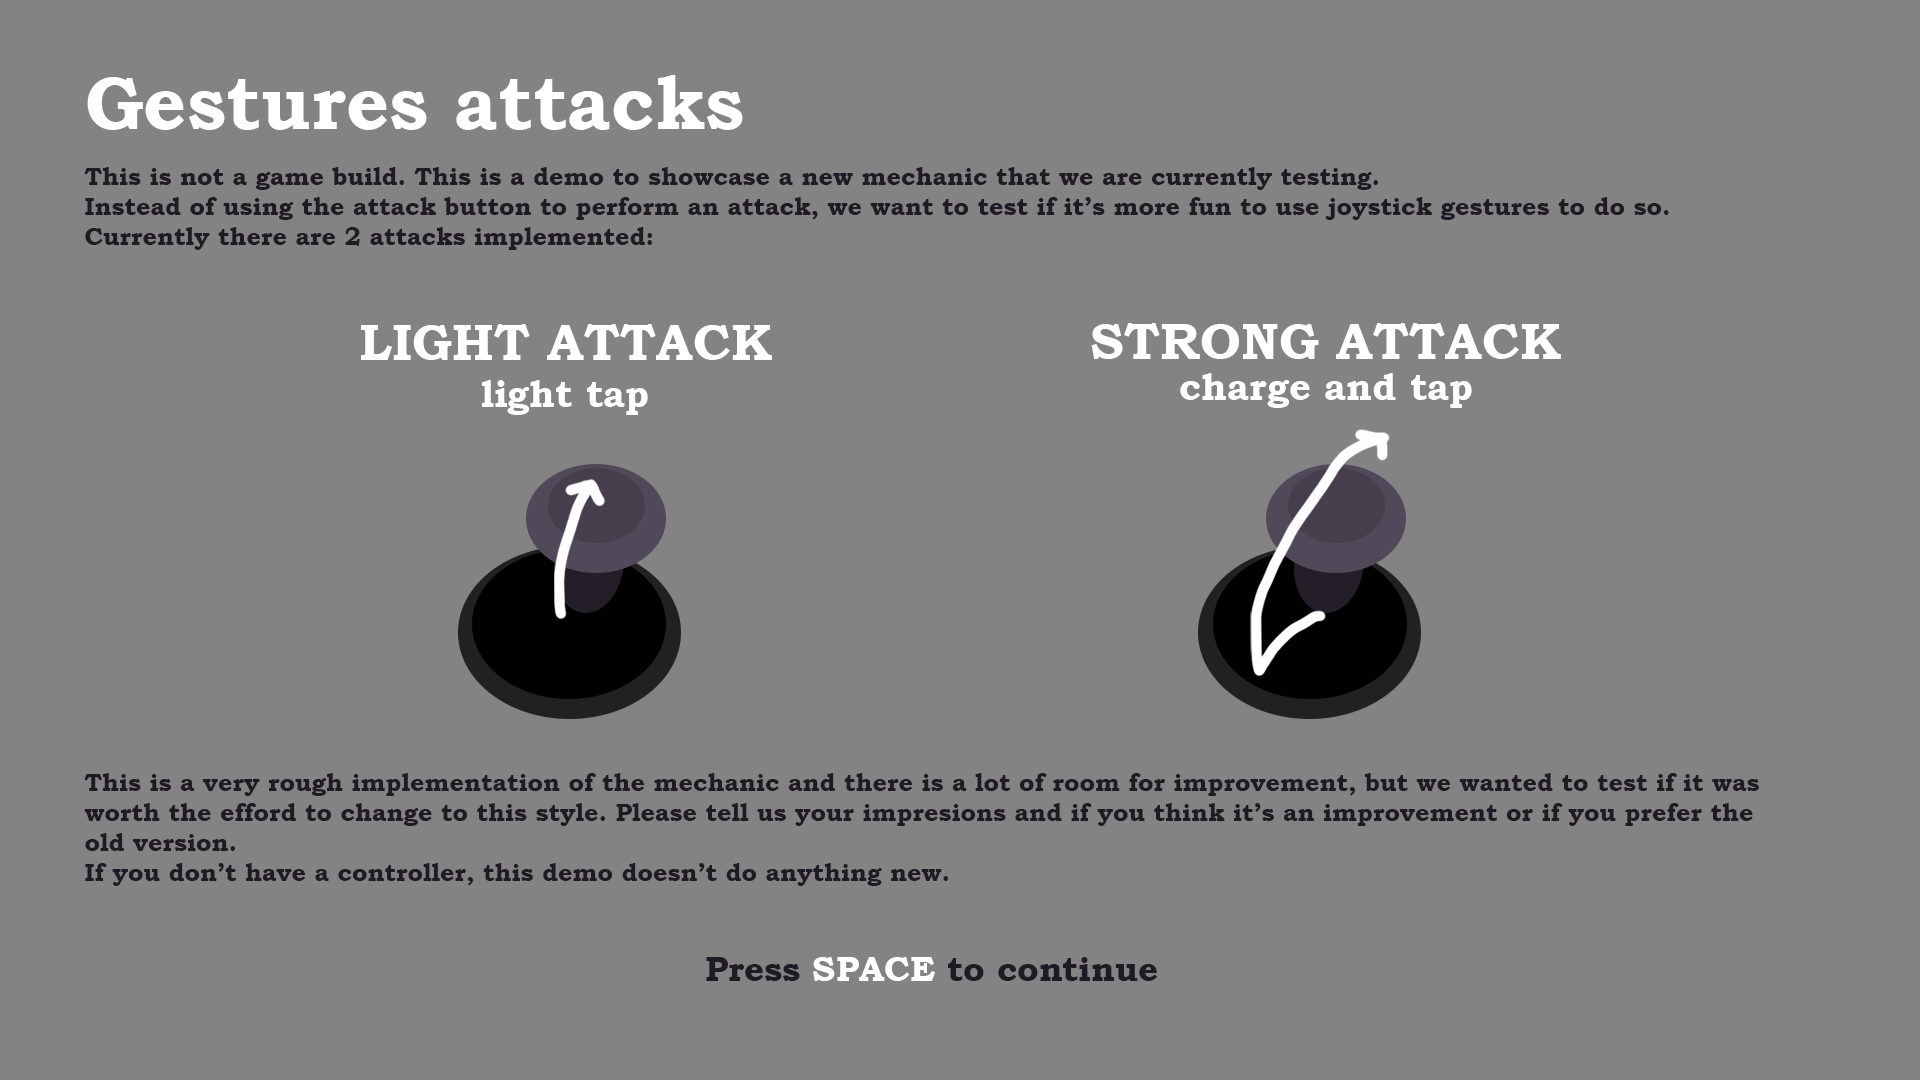 Gestures attacks
This is not a game build. This is a demo to showcase a new mechanic that we are currently testing.
Instead of using the attack button to perform an attack, we want to test if it’s more fun to use joystick gestures to do so.
Currently there are 2 attacks implemented:
LIGHT ATTACK
light tap
STRONG ATTACK
charge and tap
This is a very rough implementation of the mechanic and there is a lot of room for improvement, but we wanted to test if it was
worth the efford to change to this style. Please tell us your impresions and if you think it’s an improvement or if you prefer the
old version.
If you don’t have a controller, this demo doesn’t do anything new.
Press SPACE to continue